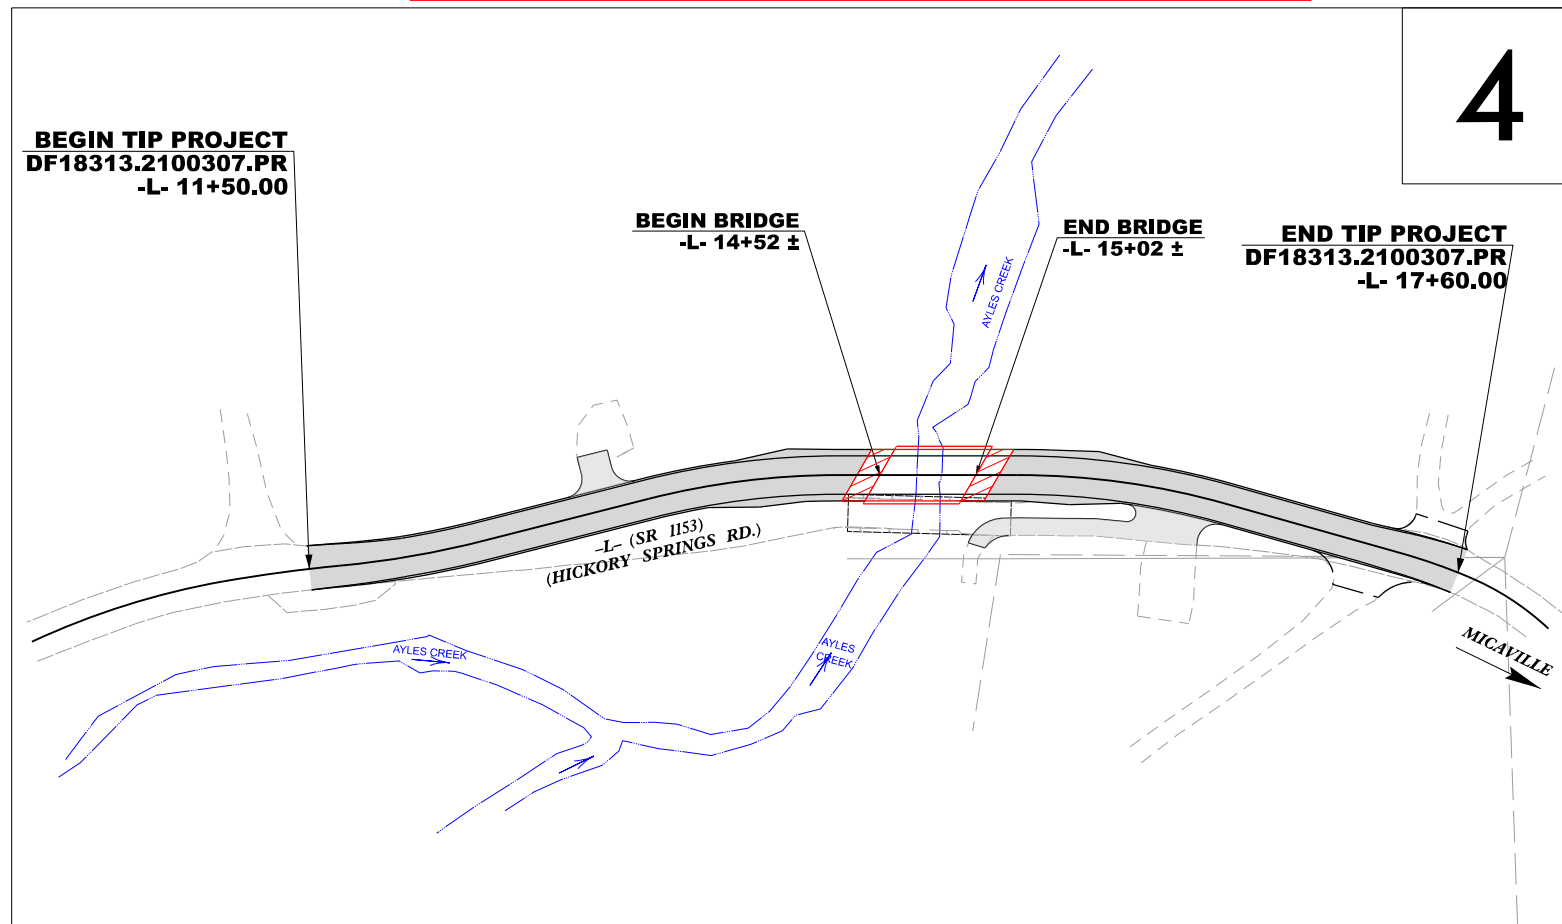 4
BEGIN TIP PROJECT
DF18313.2100307.PR
-L- 11+50.00
BEGIN BRIDGE
-L- 14+52 ±
END BRIDGE
-L- 15+02 ±
END TIP PROJECT
DF18313.2100307.PR
-L- 17+60.00
AYLES CREEK
-L- (SR 1153)
(HICKORY SPRINGS RD.)
AYLES CREEK
AYLES
CREEK
MICAVILLE